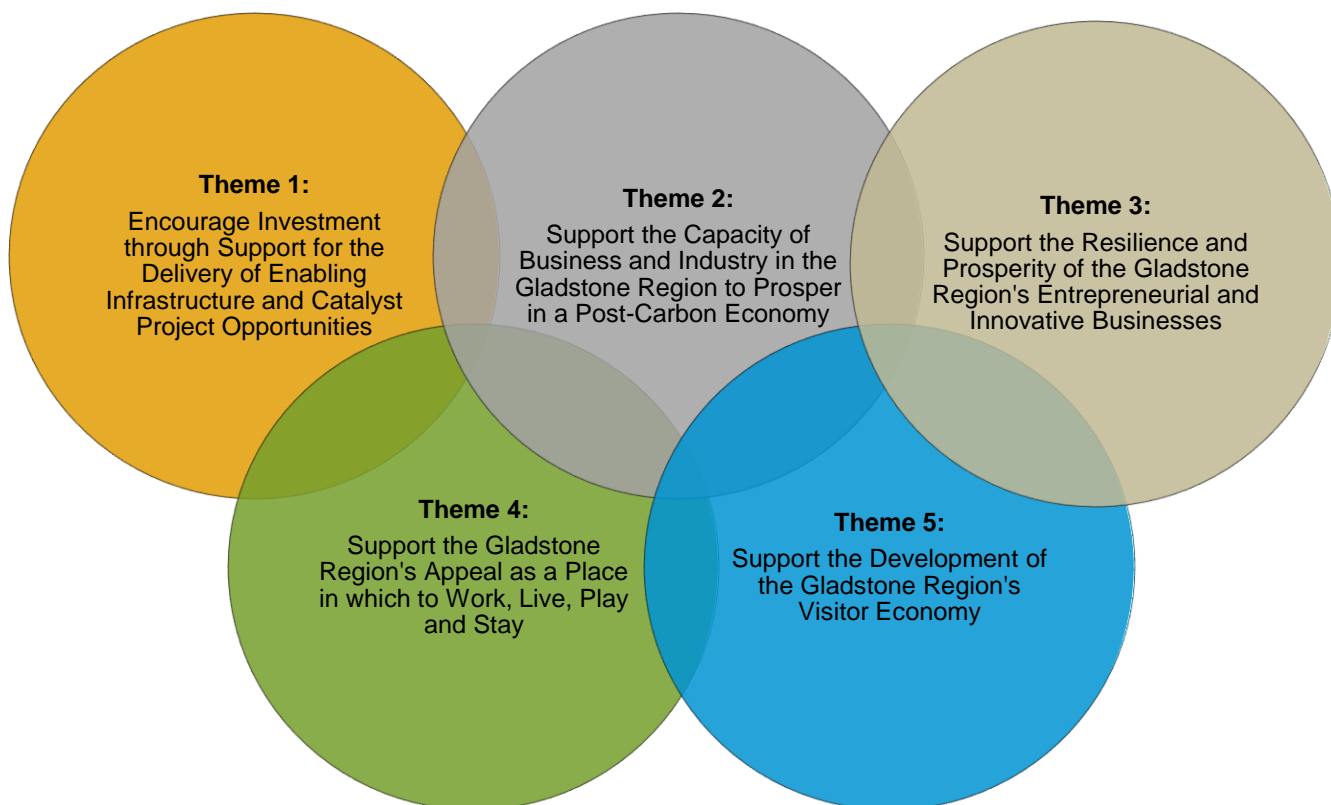 Theme 1:
Encourage Investment
through Support for the
Delivery of Enabling
Infrastructure and Catalyst
Project Opportunities
Theme 2:
Support the Capacity of
Business and Industry in the
Gladstone Region to Prosper
in a Post-Carbon Economy
Theme 3:
Support the Resilience and
Prosperity of the Gladstone
Region's Entrepreneurial and
Innovative Businesses
Theme 4:
Support the Gladstone
Region's Appeal as a Place
in which to Work, Live, Play
and Stay
Theme 5:
Support the Development of
the Gladstone Region's
Visitor Economy